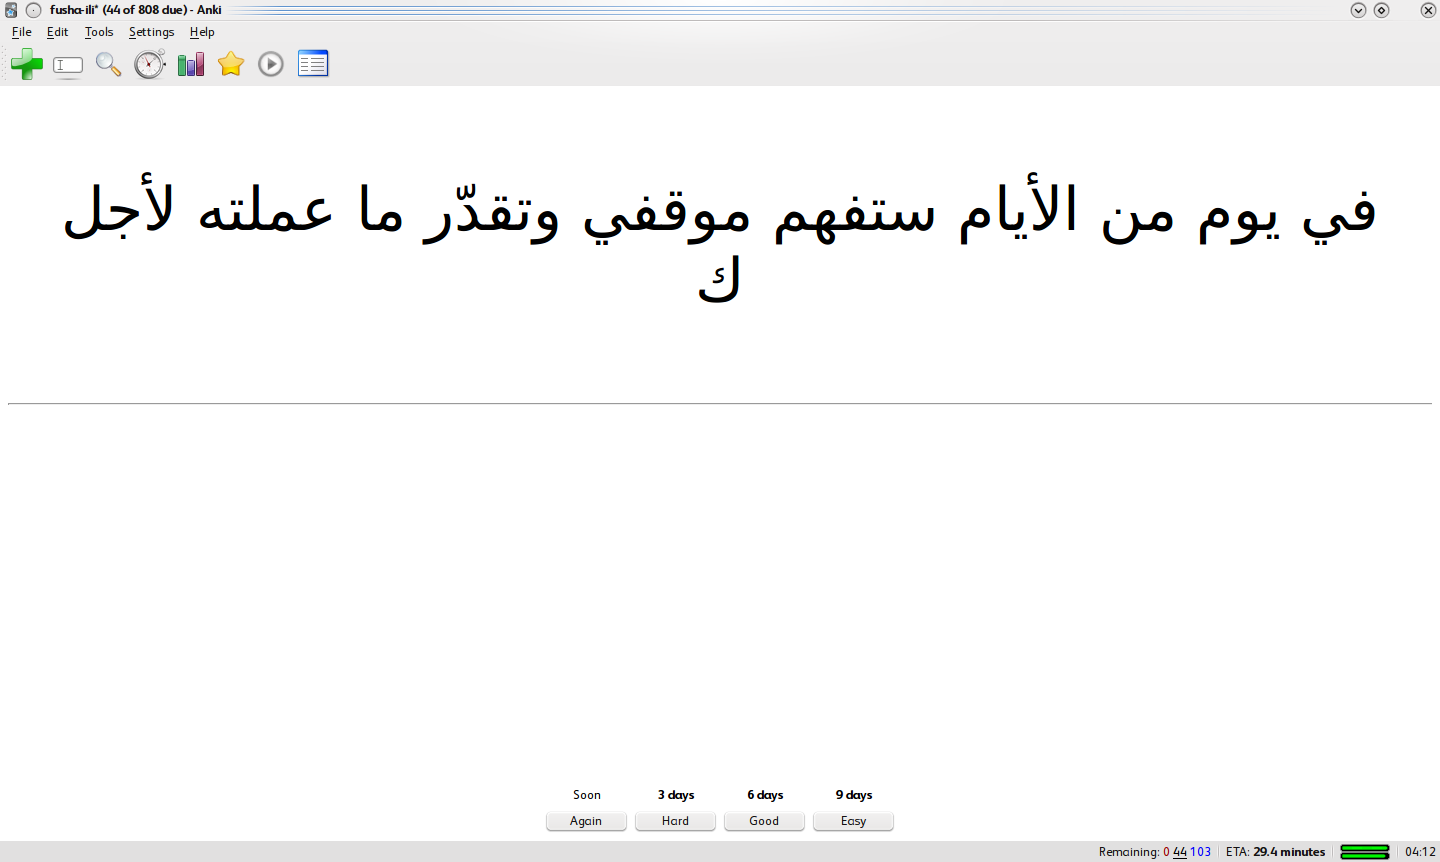 fusha-ili* (44 of 808 due) - Anki
File Edit Tools Settings Help
في يوم من الأيام ستفهم موقفي وتقدّر ما عملته لأجل
ك
Soon 3 days 6 days 9 days
Again Hard Good Easy
Remaining: 0 44 103 ETA: 29.4 minutes 04:12